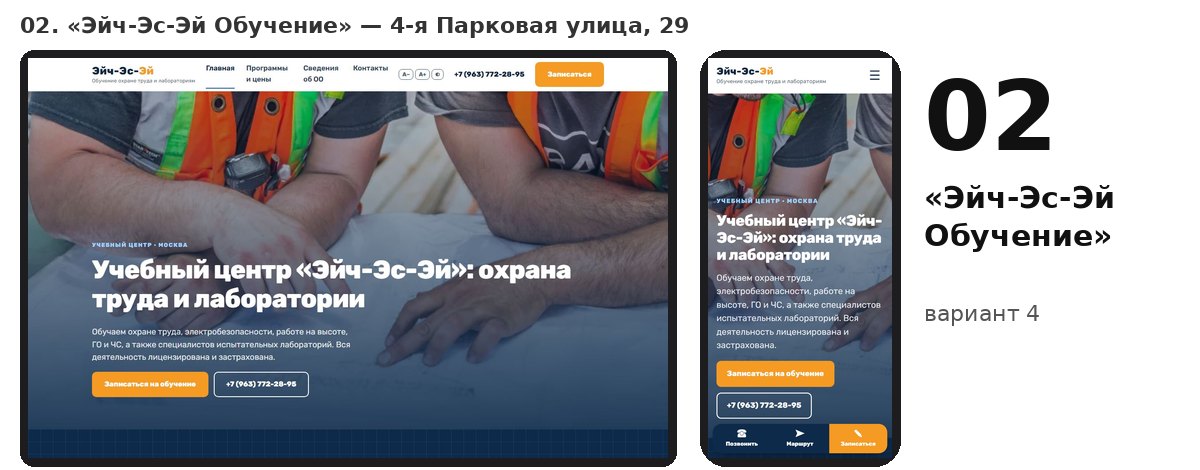 02. «Эйч-Эс-Эй Обучение» — 4-я Парковая улица, 29
Эйч-Эс-Эй
Обучение охране труда и лабораториям
Главная
Программы
и цены
Сведения
об ОО
Контакты
A−
A+
+7 (963) 772-28-95
Записаться
УЧЕБНЫЙ ЦЕНТР · МОСКВА
Учебный центр «Эйч-Эс-Эй»: охрана
труда и лаборатории
Обучаем охране труда, электробезопасности, работе на высоте,
ГО и ЧС, а также специалистов испытательных лабораторий. Вся
деятельность лицензирована и застрахована.
Записаться на обучение
+7 (963) 772-28-95
Эйч-Эс-Эй
Обучение охране труда и лабораториям
УЧЕБНЫЙ ЦЕНТР · МОСКВА
Учебный центр «Эйч-
Эс-Эй»: охрана труда
и лаборатории
Обучаем охране труда,
электробезопасности, работе на
высоте, ГО и ЧС, а также специалистов
испытательных лабораторий. Вся
деятельность лицензирована и
застрахована.
Записаться на обучение
+7 (963) 772-28-95
Позвонить
Маршрут
Записаться
02
«Эйч-Эс-Эй
Обучение»
вариант 4